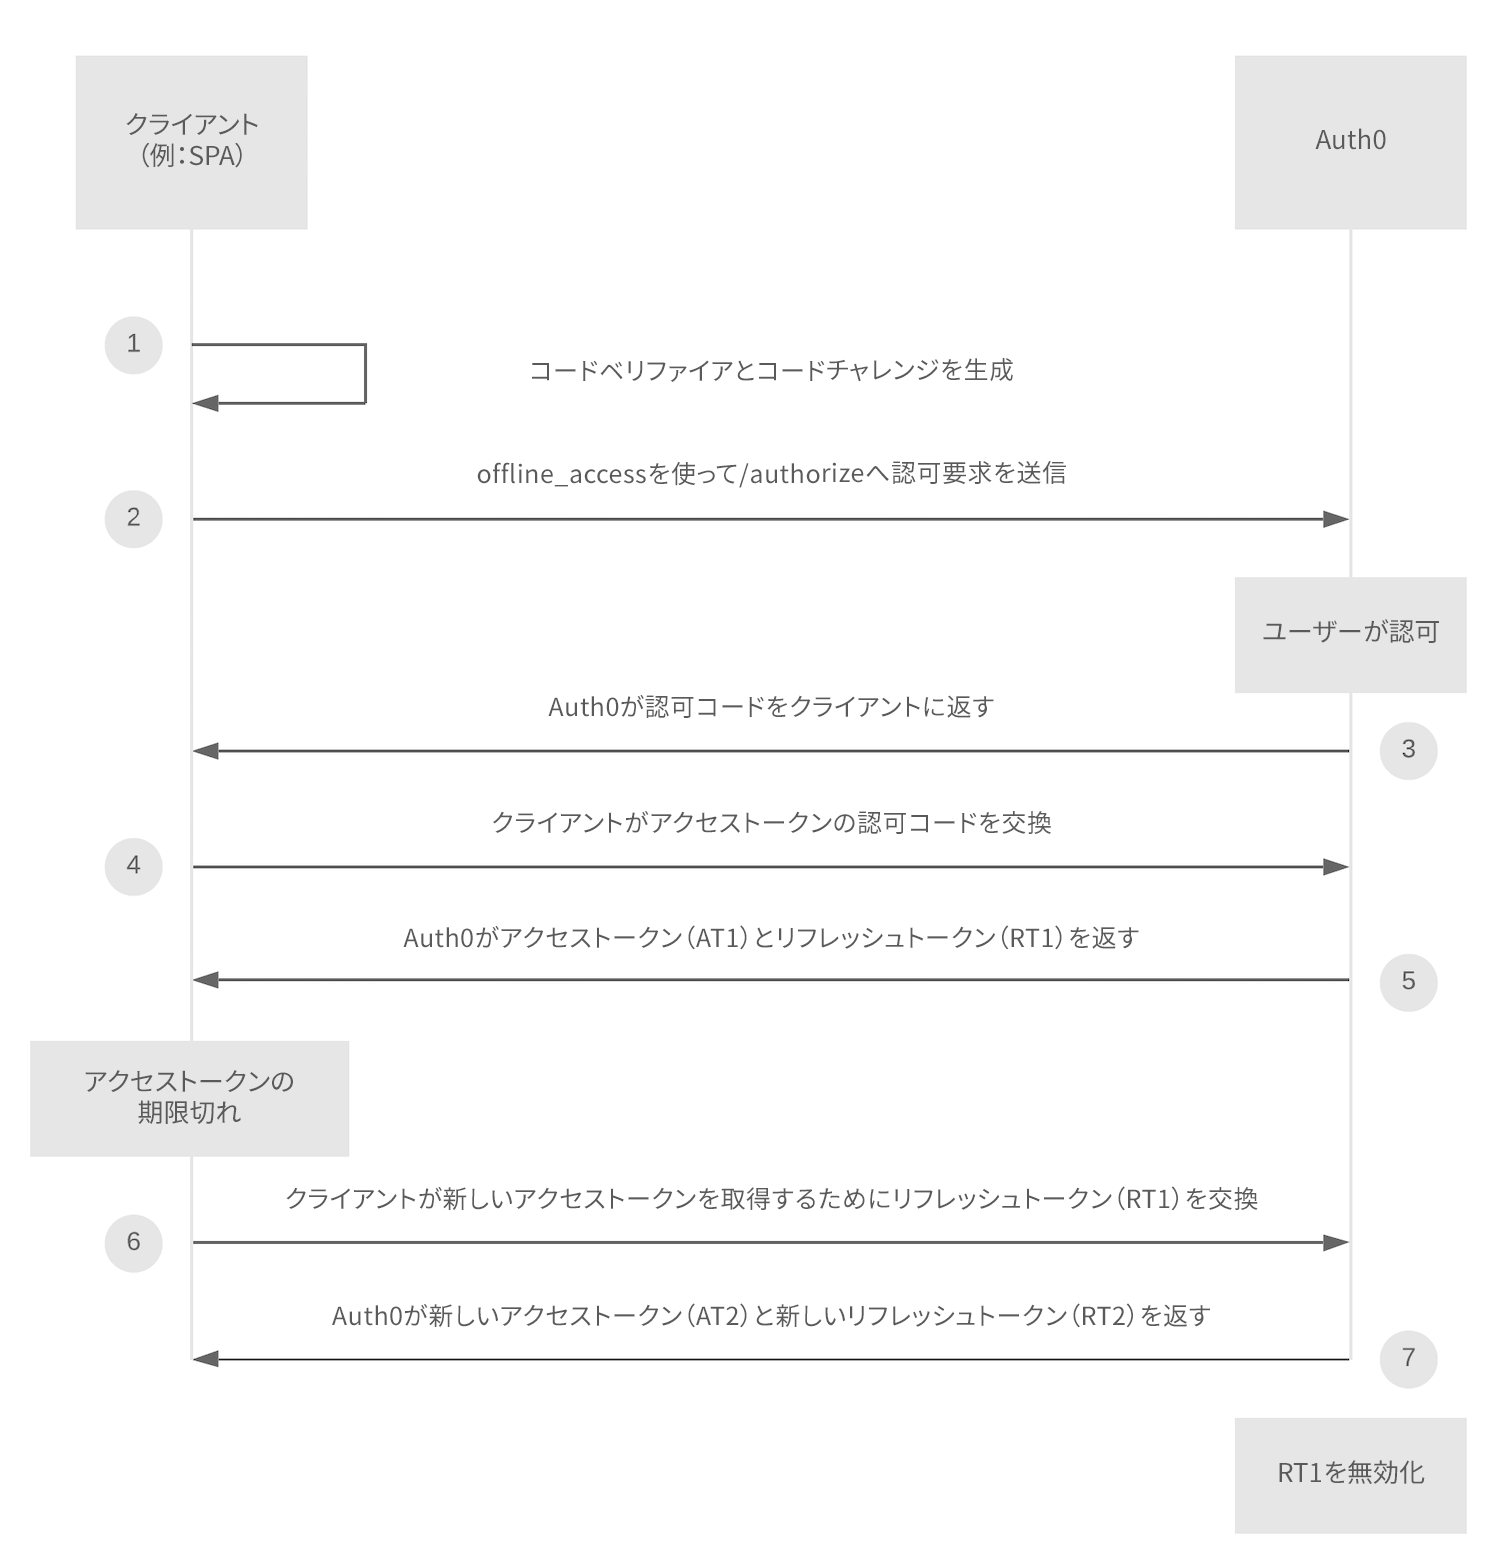 クライアント
（例：SPA）
Auth0
1
コードベリファイアとコードチャレンジを生成
offline_accessを使って/authorizeへ認可要求を送信
2
ユーザーが認可
Auth0が認可コードをクライアントに返す
3
クライアントがアクセストークンの認可コードを交換
4
Auth0がアクセストークン（AT1）とリフレッシュトークン（RT1）を返す
5
アクセストークンの
期限切れ
クライアントが新しいアクセストークンを取得するためにリフレッシュトークン（RT1）を交換
6
Auth0が新しいアクセストークン（AT2）と新しいリフレッシュトークン（RT2）を返す
7
RT1を無効化